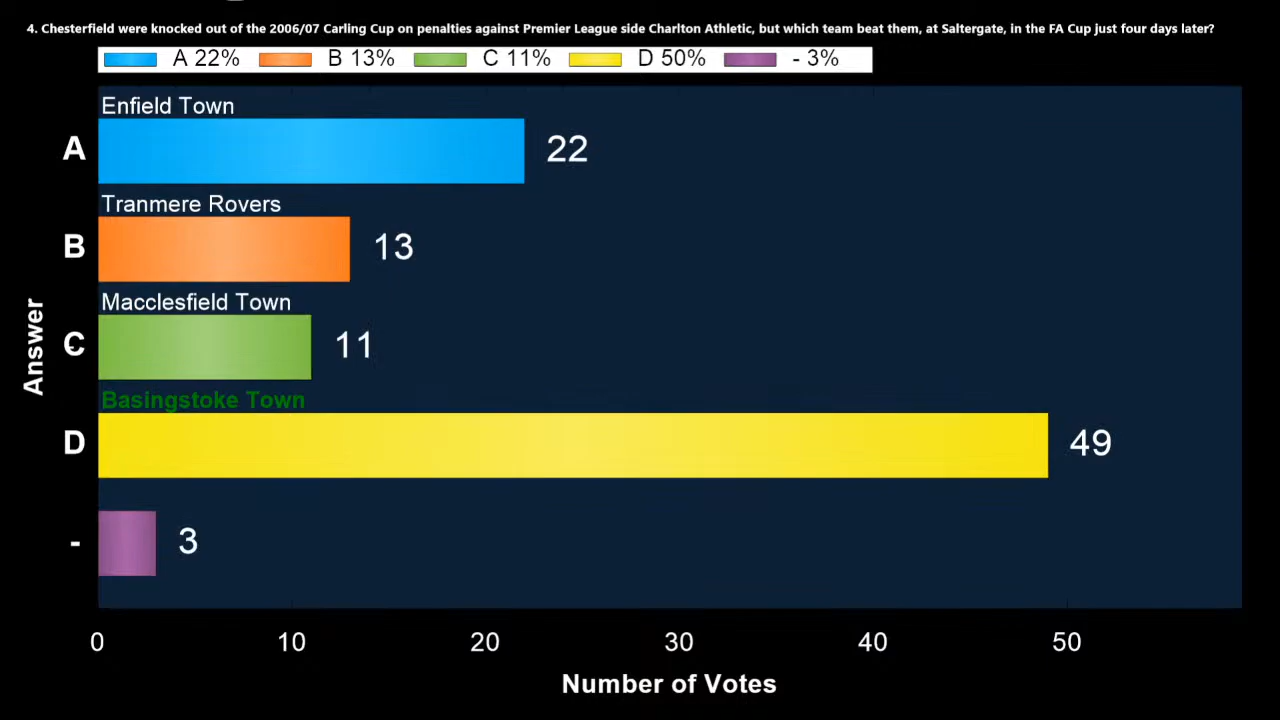 4. Chesterfield were knocked out of the 2006/07 Carling Cup on penalties against Premier League side Charlton Athletic, but which team beat them, at Saltergate, in the FA Cup just four days later?
A 22% B 13% C 11% D 50% - 3%
Enfield Town
A 22
Tranmere Rovers
B 13
Macclesfield Town
C 11
Basingstoke Town
D 49
- 3
Answer
0 10 20 30 40 50
Number of Votes